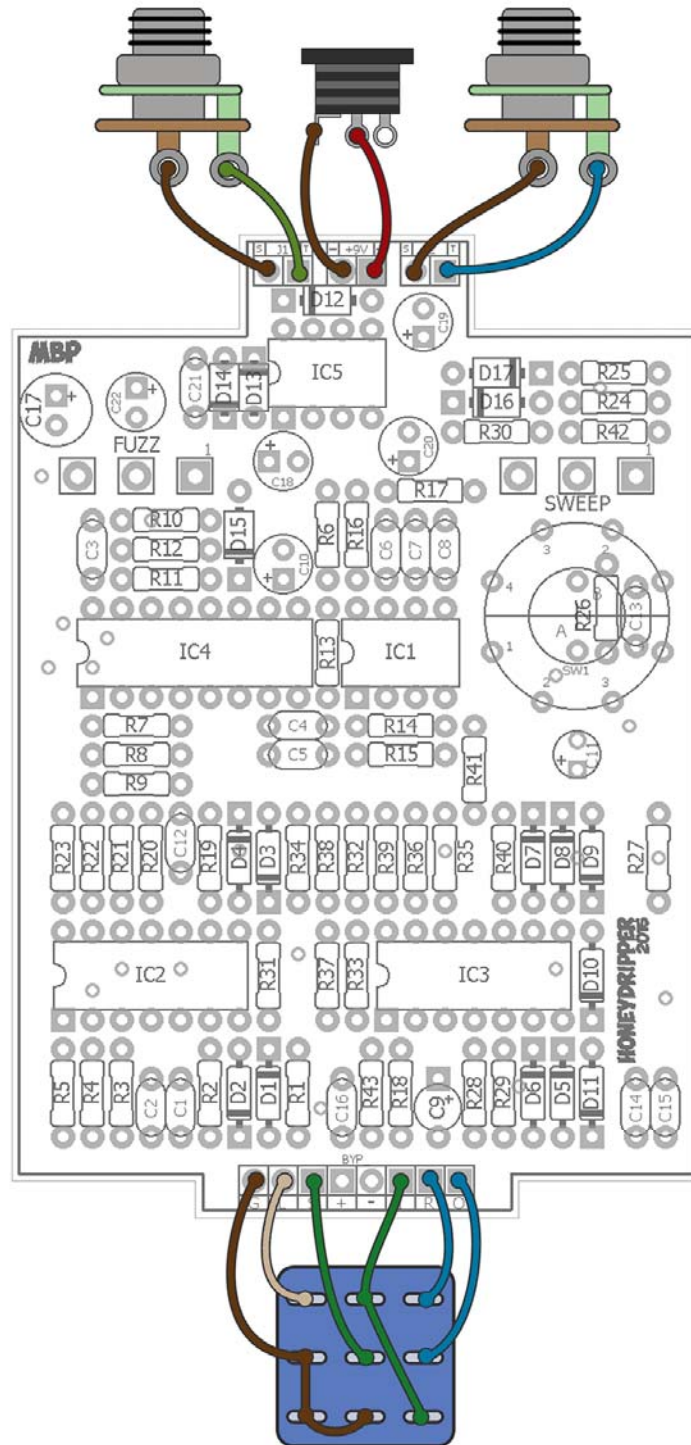 S J1 T - +9V S T
D12
C19
MBP
IC5
C21
D14
D13
D17
D16
R25
R24
R30
R42
C17
C22
FUZZ
C20
C18
1
R17
1
SWEEP
C3
R10
R12
R11
D15
C10
R6
R16
C6
C7
C8
3
2
4
B
R26
C13
A
IC4
R13
IC1
1
SW1
2
3
R7
R8
R9
C4
C5
R14
R15
R41
C11
R23
R22
R21
R20
C12
R19
D4
D3
R34
R38
R32
R39
R36
R35
R40
D7
D8
D9
R27
HONEYDRIPPER
2015
IC2
R31
R37
R33
IC3
D10
R5
R4
R3
C2
C1
R2
D2
D1
R1
C16
R43
R18
C9
R28
R29
D6
D5
D11
C14
C15
BYP
G L + - R O